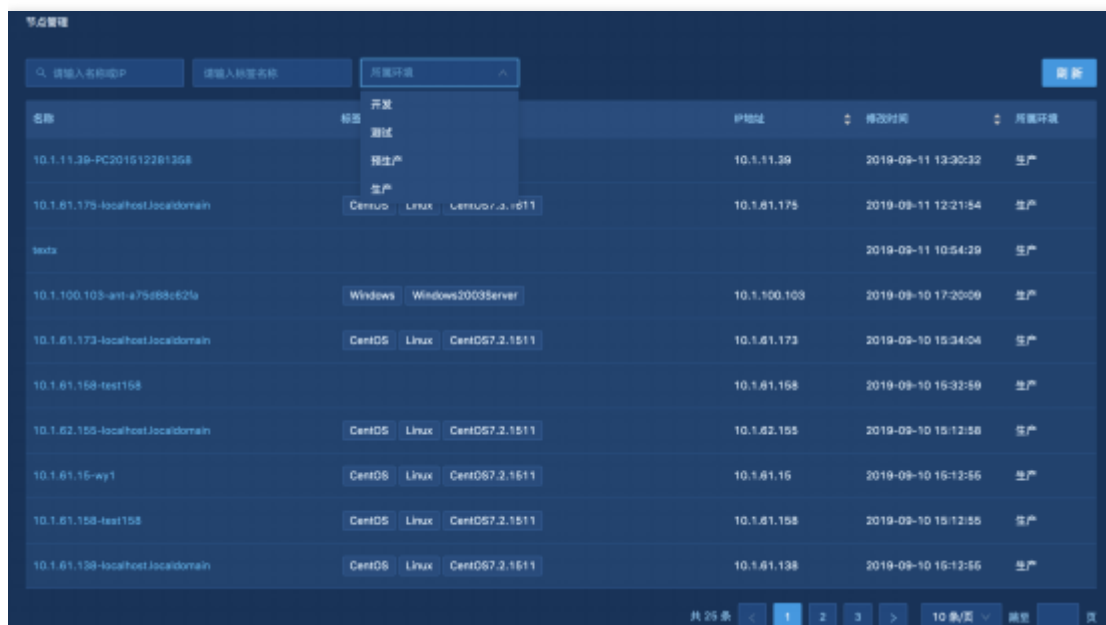 节点管理
请输入名称或IP 请输入标签名称 所属环境 刷新
开发
测试
预生产
生产
名称 标签 IP地址 修改时间 所属环境
10.1.11.39-PC201512281358 10.1.11.39 2019-09-11 13:30:32 生产
10.1.61.175-localhost.localdomain CentOS Linux CentOS7.3.1611 10.1.61.175 2019-09-11 12:21:54 生产
2019-09-11 10:54:29 生产
10.1.100.103-ant-a75d88c62fa Windows Windows2003Server 10.1.100.103 2019-09-10 17:20:09 生产
10.1.61.173-localhost.localdomain CentOS Linux CentOS7.2.1511 10.1.61.173 2019-09-10 15:34:04 生产
10.1.61.158-test158 10.1.61.158 2019-09-10 15:32:59 生产
10.1.62.155-localhost.localdomain CentOS Linux CentOS7.2.1511 10.1.62.155 2019-09-10 15:12:58 生产
10.1.61.15-wy1 CentOS Linux CentOS7.2.1511 10.1.61.15 2019-09-10 15:12:55 生产
10.1.61.158-test158 CentOS Linux CentOS7.2.1511 10.1.61.158 2019-09-10 15:12:55 生产
10.1.61.138-localhost.localdomain CentOS Linux CentOS7.2.1511 10.1.61.138 2019-09-10 15:12:55 生产
共 25 条 < 1 2 3 > 10 条/页 跳至 页